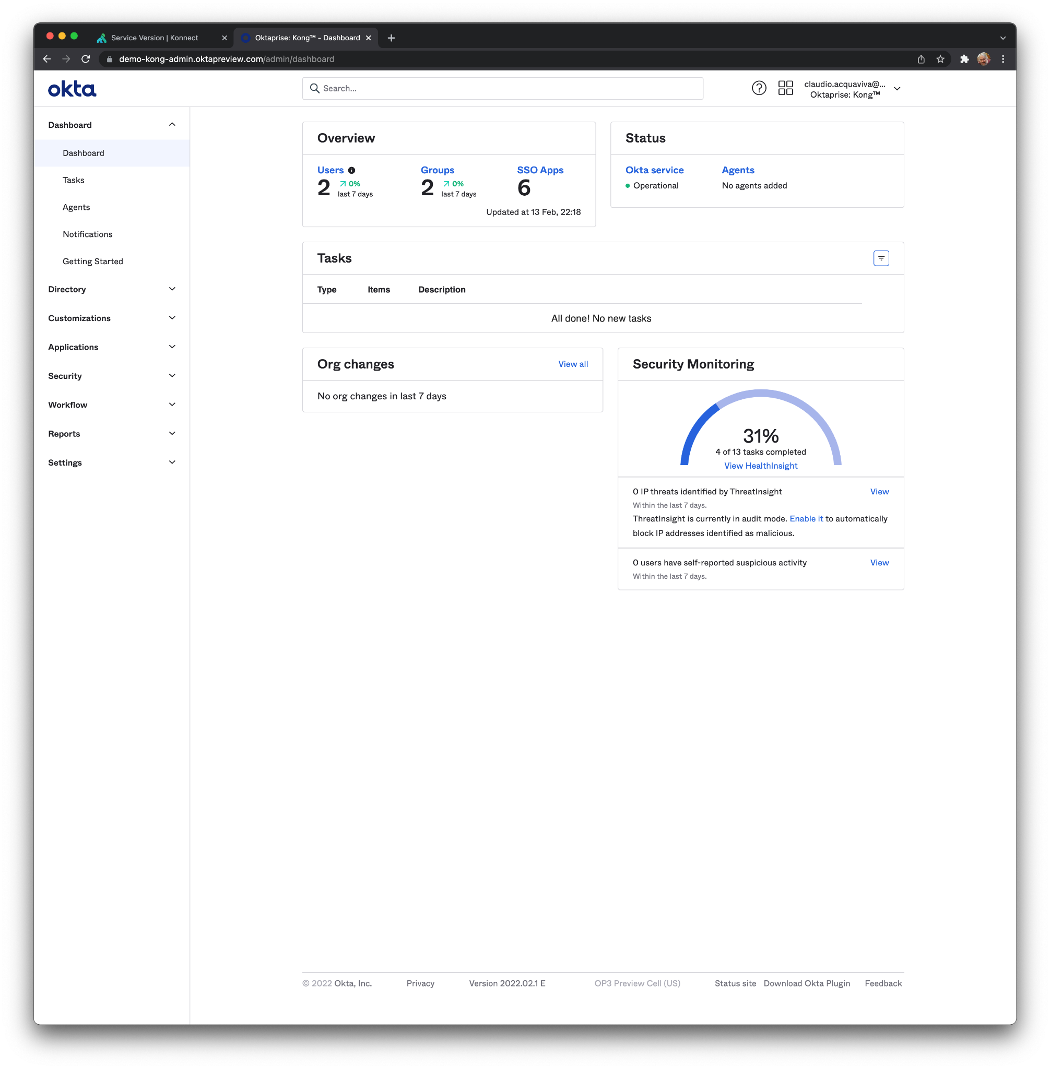 Service Version | Konnect
Oktaprise: Kong™ - Dashboard
demo-kong-admin.oktapreview.com/admin/dashboard
okta
Search...
claudio.acquaviva@...
Oktaprise: Kong™
Dashboard
Dashboard
Tasks
Agents
Notifications
Getting Started
Directory
Customizations
Applications
Security
Workflow
Reports
Settings
Overview
Users
2
0%
last 7 days
Groups
2
0%
last 7 days
SSO Apps
6
Updated at 13 Feb, 22:18
Status
Okta service
Operational
Agents
No agents added
Tasks
Type Items Description
All done! No new tasks
Org changes
View all
No org changes in last 7 days
Security Monitoring
31%
4 of 13 tasks completed
View HealthInsight
0 IP threats identified by ThreatInsight
View
Within the last 7 days.
ThreatInsight is currently in audit mode. Enable it to automatically
block IP addresses identified as malicious.
0 users have self-reported suspicious activity
View
Within the last 7 days.
© 2022 Okta, Inc. Privacy Version 2022.02.1 E OP3 Preview Cell (US) Status site Download Okta Plugin Feedback